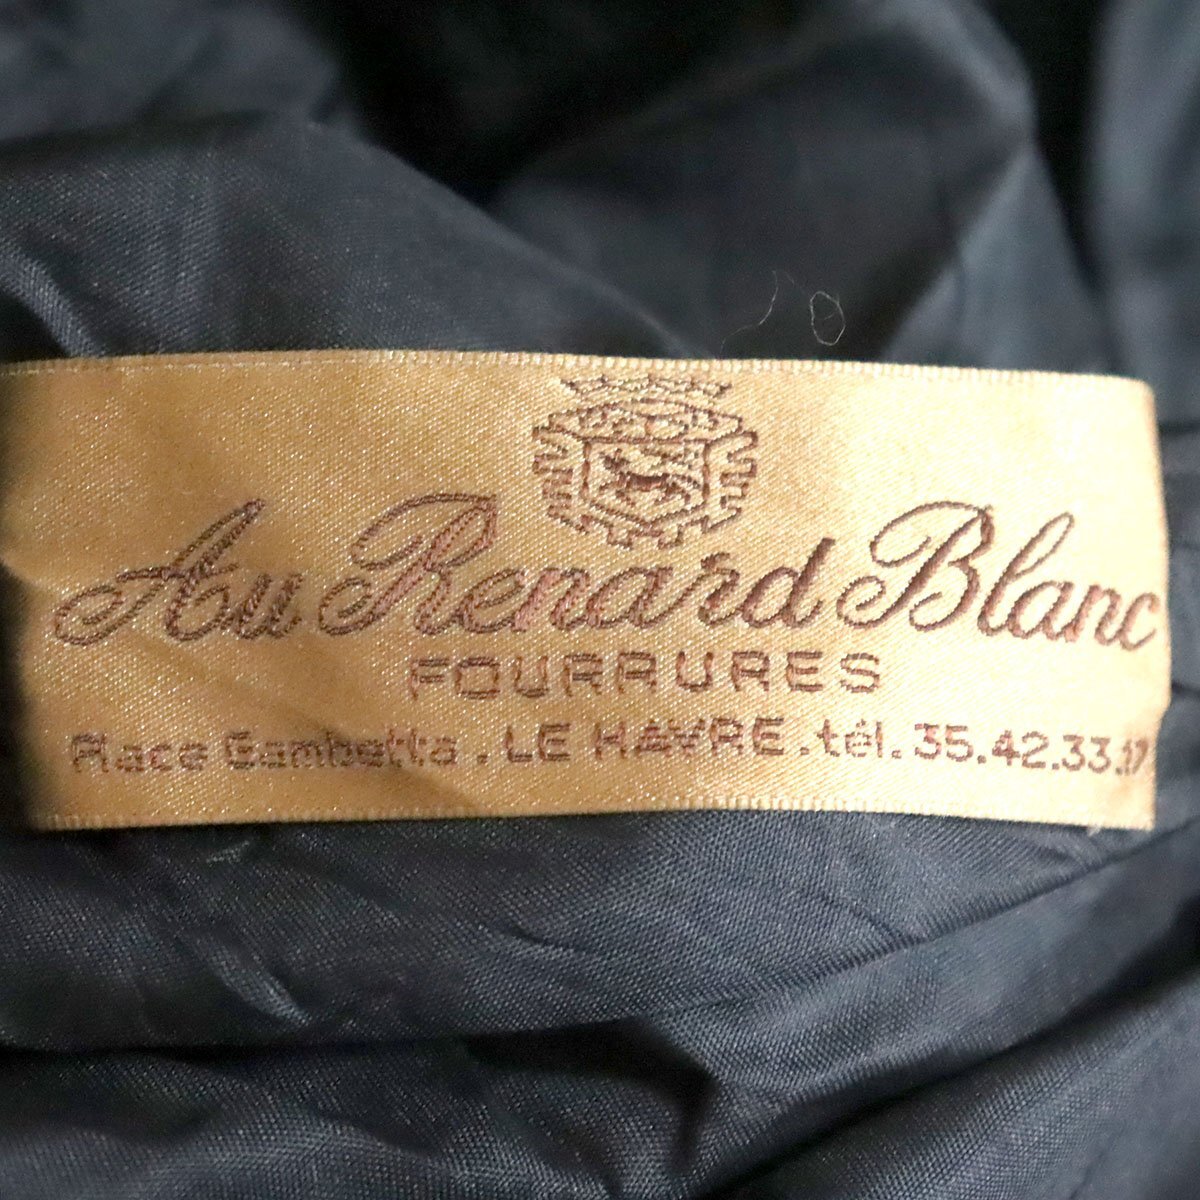 Au Renard Blanc
FOURRURES
Place Gambetta. LE HAVRE. tél. 35.42.33.17